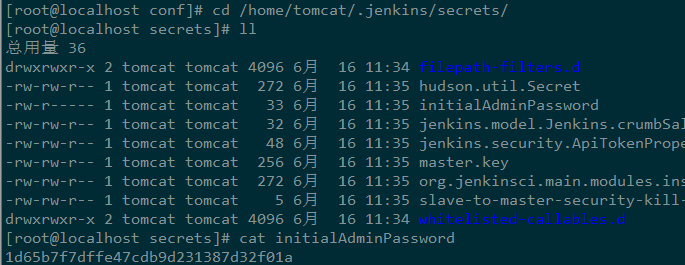 [root@localhost conf]# cd /home/tomcat/.jenkins/secrets/
[root@localhost secrets]# ll
总用量 36
drwxrwxr-x 2 tomcat tomcat 4096 6月 16 11:34 filepath-filters.d
-rw-rw-r-- 1 tomcat tomcat 272 6月 16 11:35 hudson.util.Secret
-rw-r----- 1 tomcat tomcat 33 6月 16 11:35 initialAdminPassword
-rw-rw-r-- 1 tomcat tomcat 32 6月 16 11:35 jenkins.model.Jenkins.crumbSal
-rw-rw-r-- 1 tomcat tomcat 48 6月 16 11:35 jenkins.security.ApiTokenPrope
-rw-rw-r-- 1 tomcat tomcat 256 6月 16 11:35 master.key
-rw-rw-r-- 1 tomcat tomcat 272 6月 16 11:35 org.jenkinsci.main.modules.ins
-rw-rw-r-- 1 tomcat tomcat 5 6月 16 11:35 slave-to-master-security-kill-
drwxrwxr-x 2 tomcat tomcat 4096 6月 16 11:34 whitelisted-callables.d
[root@localhost secrets]# cat initialAdminPassword
1d65b7f7dffe47cdb9d231387d32f01a